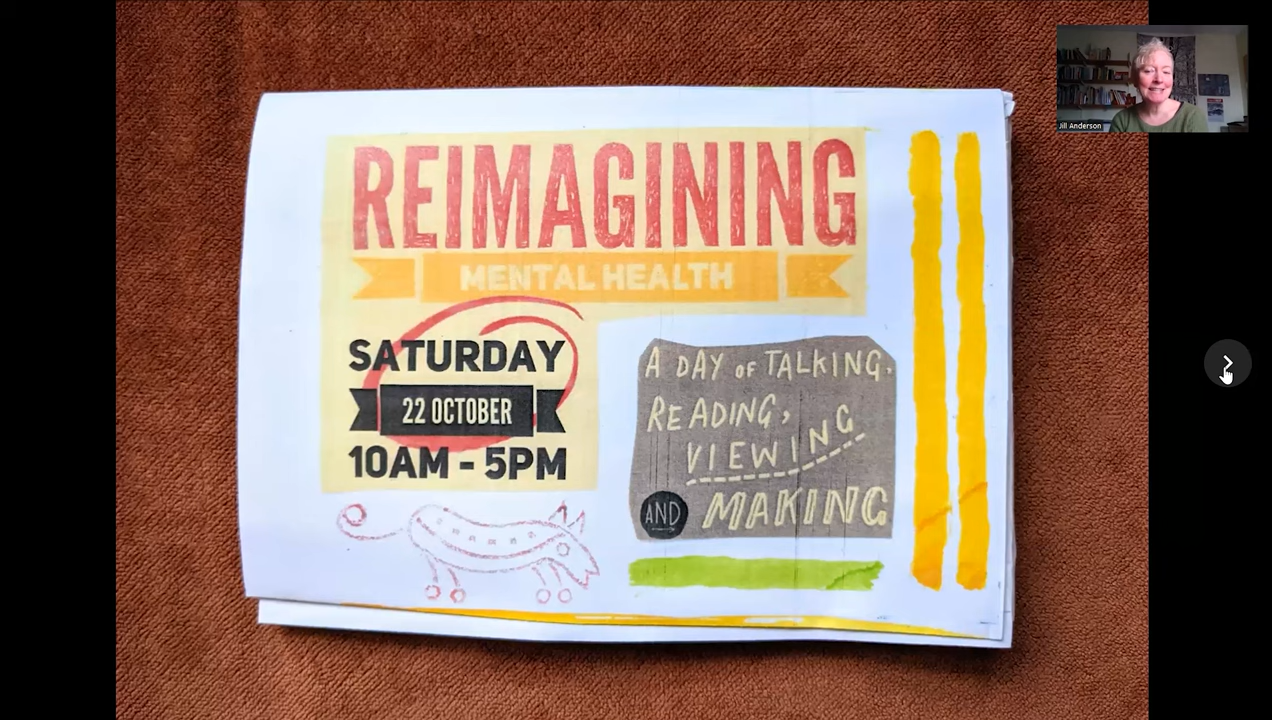 REIMAGINING
MENTAL HEALTH
SATURDAY
22 OCTOBER
10AM - 5PM
A DAY OF TALKING,
READING,
VIEWING
AND MAKING
Jill Anderson